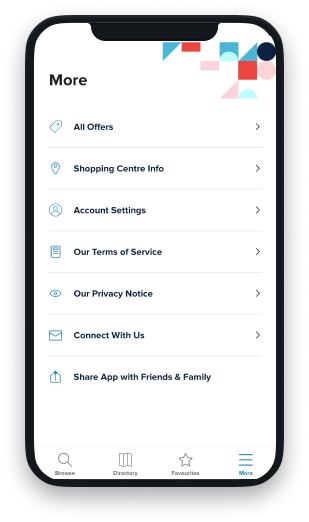 More
All Offers
Shopping Centre Info
Account Settings
Our Terms of Service
Our Privacy Notice
Connect With Us
Share App with Friends & Family
Browse
Directory
Favourites
More